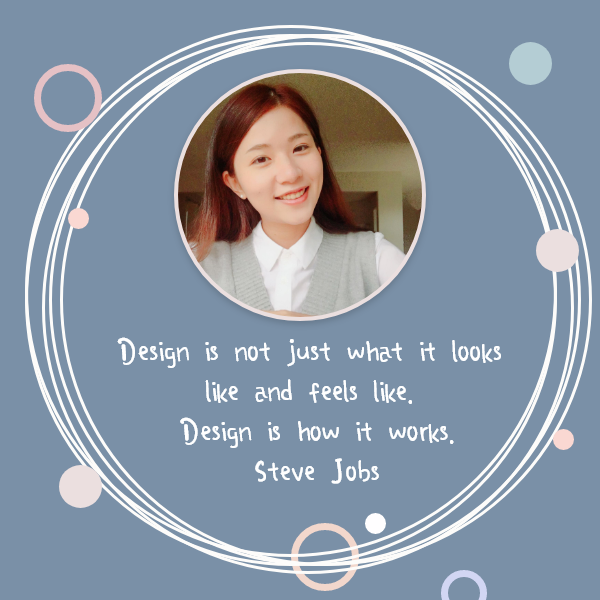 Design is not just what it looks
like and feels like.
Design is how it works.
Steve Jobs